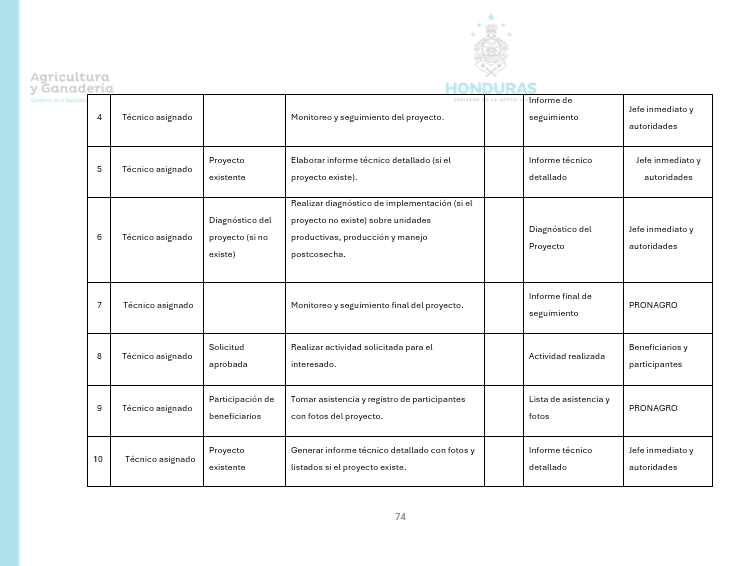 Agricultura
y Ganadería
Gobierno de la República
HONDURAS
GOBIERNO DE LA REPÚBLICA
4
Técnico asignado
Monitoreo y seguimiento del proyecto.
Informe de
seguimiento
Jefe inmediato y
autoridades
5
Técnico asignado
Proyecto
existente
Elaborar informe técnico detallado (si el
proyecto existe).
Informe técnico
detallado
Jefe inmediato y
autoridades
6
Técnico asignado
Diagnóstico del
proyecto (si no
existe)
Realizar diagnóstico de implementación (si el
proyecto no existe) sobre unidades
productivas, producción y manejo
postcosecha.
Diagnóstico del
Proyecto
Jefe inmediato y
autoridades
7
Técnico asignado
Monitoreo y seguimiento final del proyecto.
Informe final de
seguimiento
PRONAGRO
8
Técnico asignado
Solicitud
aprobada
Realizar actividad solicitada para el
interesado.
Actividad realizada
Beneficiarios y
participantes
9
Técnico asignado
Participación de
beneficiarios
Tomar asistencia y registro de participantes
con fotos del proyecto.
Lista de asistencia y
fotos
PRONAGRO
10
Técnico asignado
Proyecto
existente
Generar informe técnico detallado con fotos y
listados si el proyecto existe.
Informe técnico
detallado
Jefe inmediato y
autoridades
74